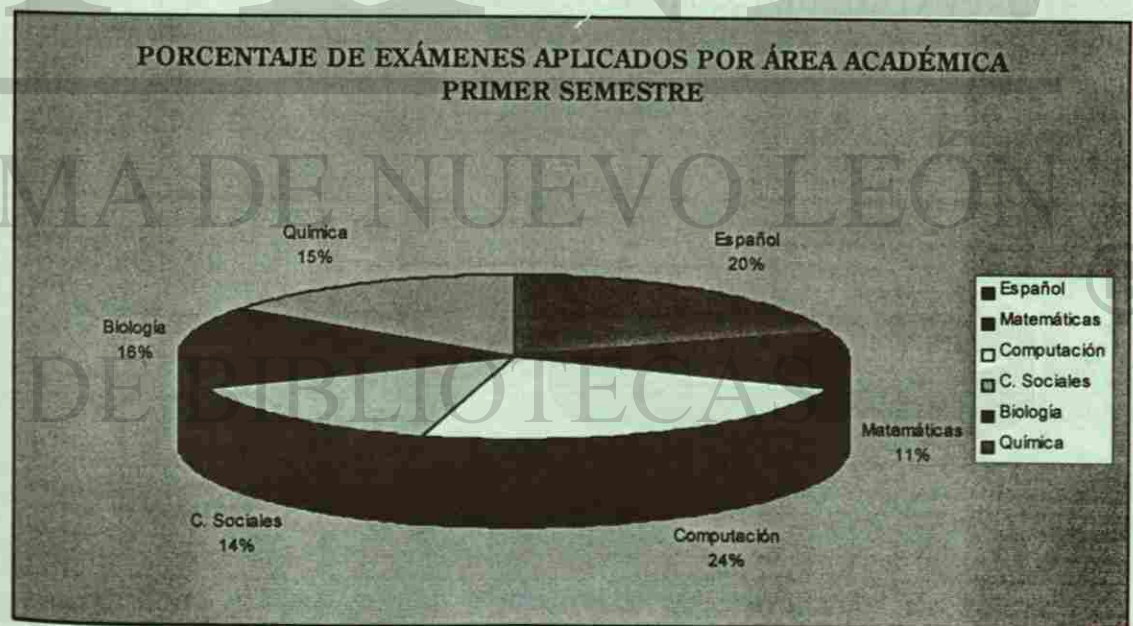 PORCENTAJE DE EXÁMENES APLICADOS POR ÁREA ACADÉMICA
PRIMER SEMESTRE
MA DE NUEVO LEÓN
Química
15%
Español
20%
Biología
16%
DE BIBLIOTECAS
Matemáticas
11%
C. Sociales
14%
Computación
24%
Español
Matemáticas
Computación
C. Sociales
Biología
Química